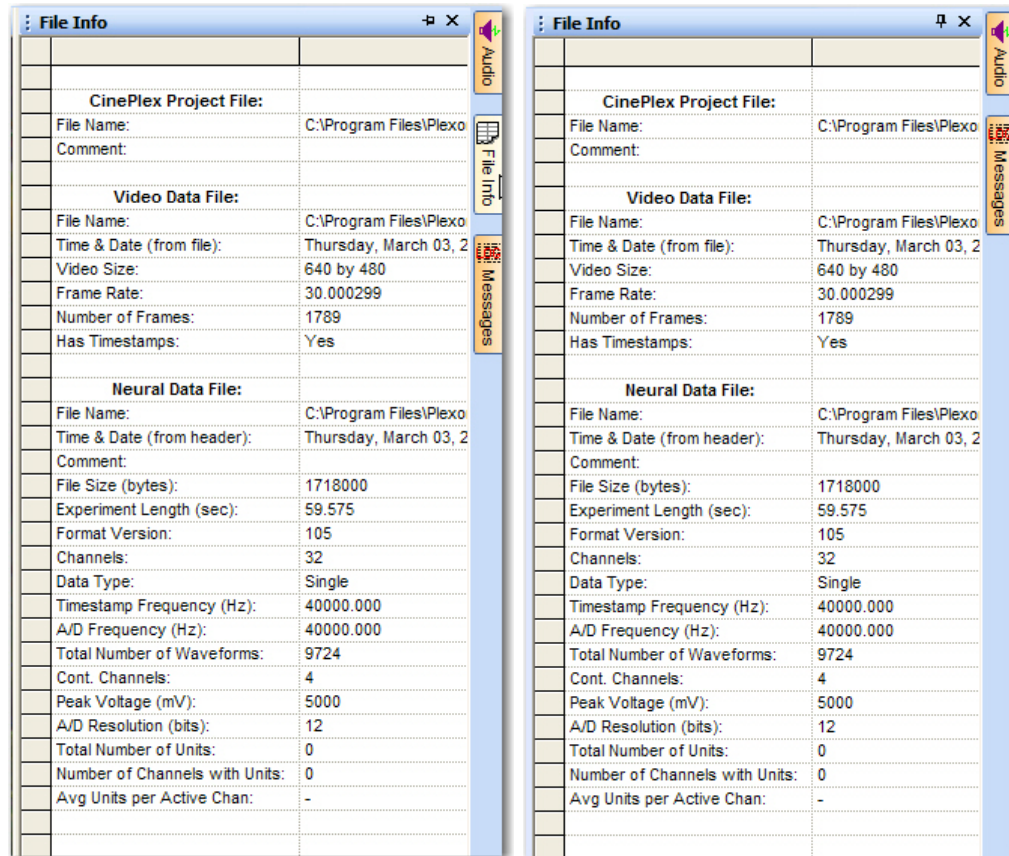 File Info
CinePlex Project File:
File Name: C:\Program Files\Plexo
Comment:
Video Data File:
File Name: C:\Program Files\Plexo
Time & Date (from file): Thursday, March 03, 2
Video Size: 640 by 480
Frame Rate: 30.000299
Number of Frames: 1789
Has Timestamps: Yes
Neural Data File:
File Name: C:\Program Files\Plexo
Time & Date (from header): Thursday, March 03, 2
Comment:
File Size (bytes): 1718000
Experiment Length (sec): 59.575
Format Version: 105
Channels: 32
Data Type: Single
Timestamp Frequency (Hz): 40000.000
A/D Frequency (Hz): 40000.000
Total Number of Waveforms: 9724
Cont. Channels: 4
Peak Voltage (mV): 5000
A/D Resolution (bits): 12
Total Number of Units: 0
Number of Channels with Units: 0
Avg Units per Active Chan: -
Audio
File Info
LOG
Messages
File Info
CinePlex Project File:
File Name: C:\Program Files\Plexo
Comment:
Video Data File:
File Name: C:\Program Files\Plexo
Time & Date (from file): Thursday, March 03, 2
Video Size: 640 by 480
Frame Rate: 30.000299
Number of Frames: 1789
Has Timestamps: Yes
Neural Data File:
File Name: C:\Program Files\Plexo
Time & Date (from header): Thursday, March 03, 2
Comment:
File Size (bytes): 1718000
Experiment Length (sec): 59.575
Format Version: 105
Channels: 32
Data Type: Single
Timestamp Frequency (Hz): 40000.000
A/D Frequency (Hz): 40000.000
Total Number of Waveforms: 9724
Cont. Channels: 4
Peak Voltage (mV): 5000
A/D Resolution (bits): 12
Total Number of Units: 0
Number of Channels with Units: 0
Avg Units per Active Chan: -
Audio
LOG
Messages